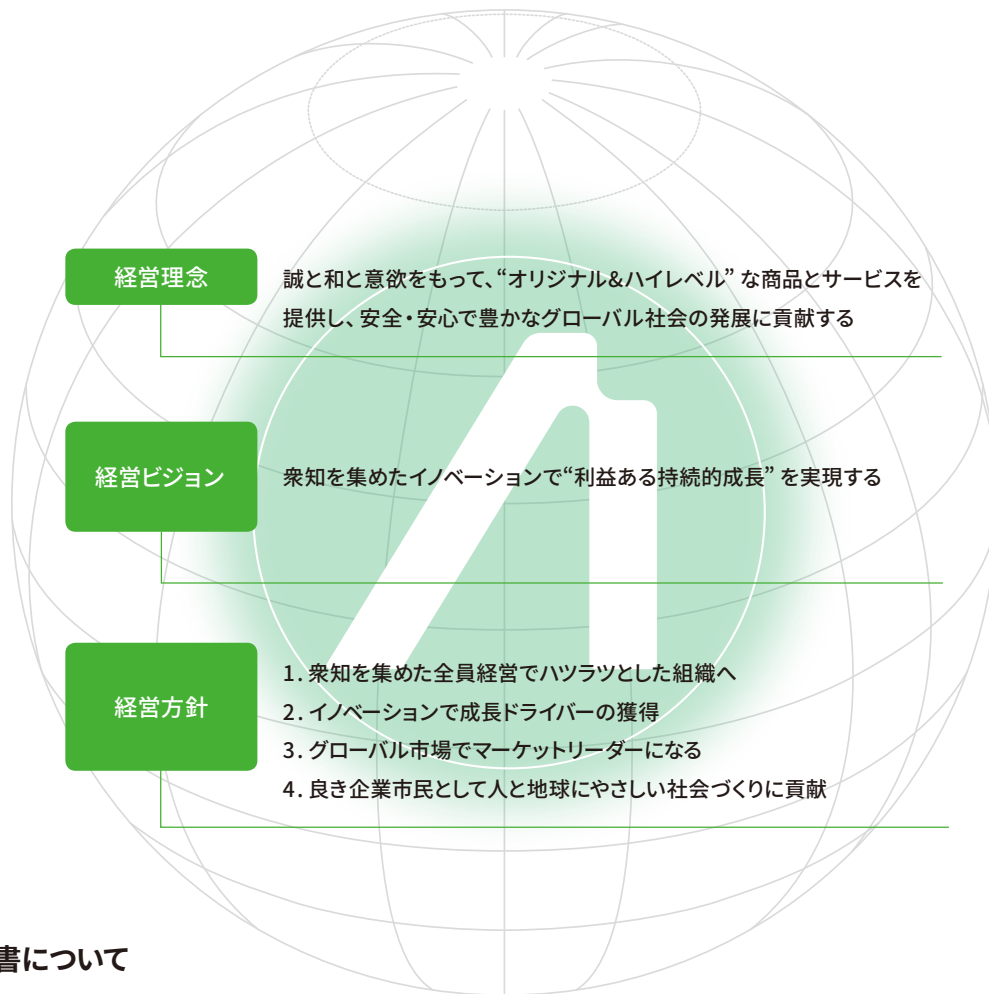 経営理念
誠と和と意欲をもって、“オリジナル&ハイレベル” な商品とサービスを
提供し、安全・安心で豊かなグローバル社会の発展に貢献する
経営ビジョン
衆知を集めたイノベーションで“利益ある持続的成長” を実現する
経営方針
1. 衆知を集めた全員経営でハツラツとした組織へ
2. イノベーションで成長ドライバーの獲得
3. グローバル市場でマーケットリーダーになる
4. 良き企業市民として人と地球にやさしい社会づくりに貢献
書について